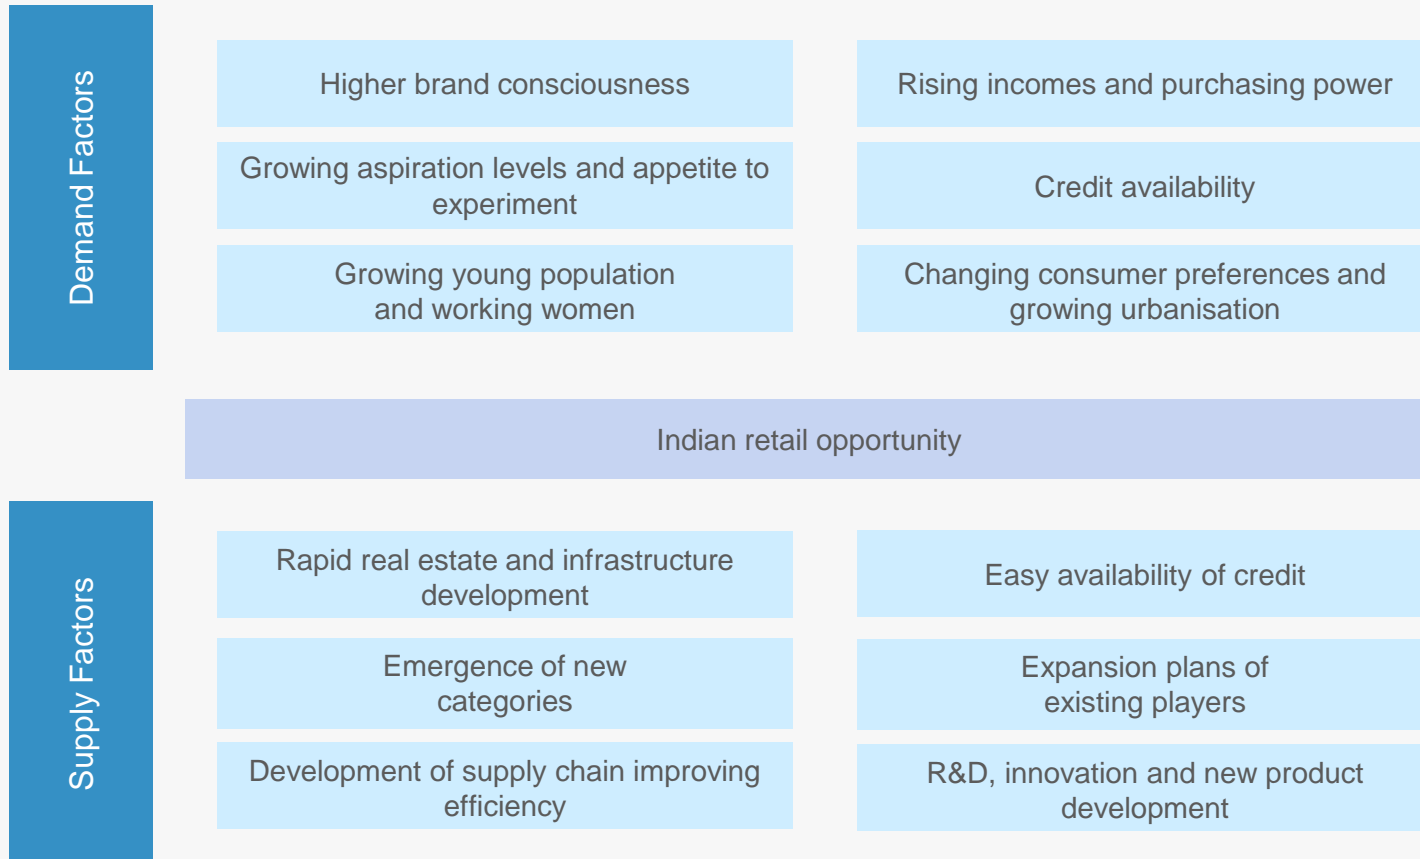 Demand Factors
Higher brand consciousness
Rising incomes and purchasing power
Growing aspiration levels and appetite to
experiment
Credit availability
Growing young population
and working women
Changing consumer preferences and
growing urbanisation
Indian retail opportunity
Supply Factors
Rapid real estate and infrastructure
development
Easy availability of credit
Emergence of new
categories
Expansion plans of
existing players
Development of supply chain improving
efficiency
R&D, innovation and new product
development